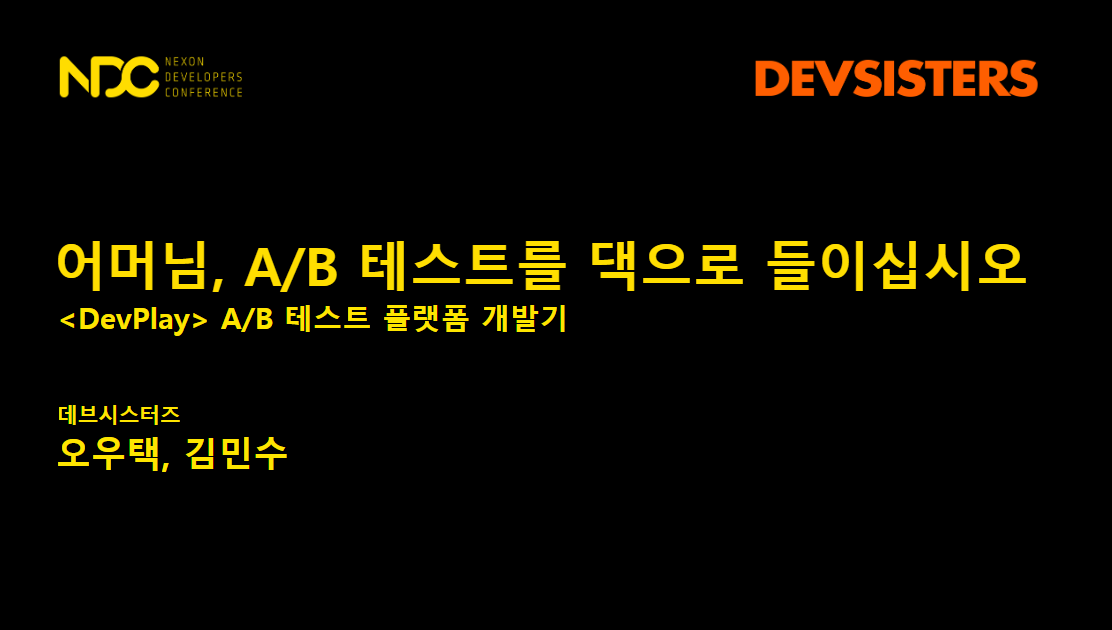 NDC NEXON
DEVELOPERS
CONFERENCE
DEVSISTERS
어머님, A/B 테스트를 댁으로 들이십시오
<DevPlay> A/B 테스트 플랫폼 개발기
데브시스터즈
오우택, 김민수